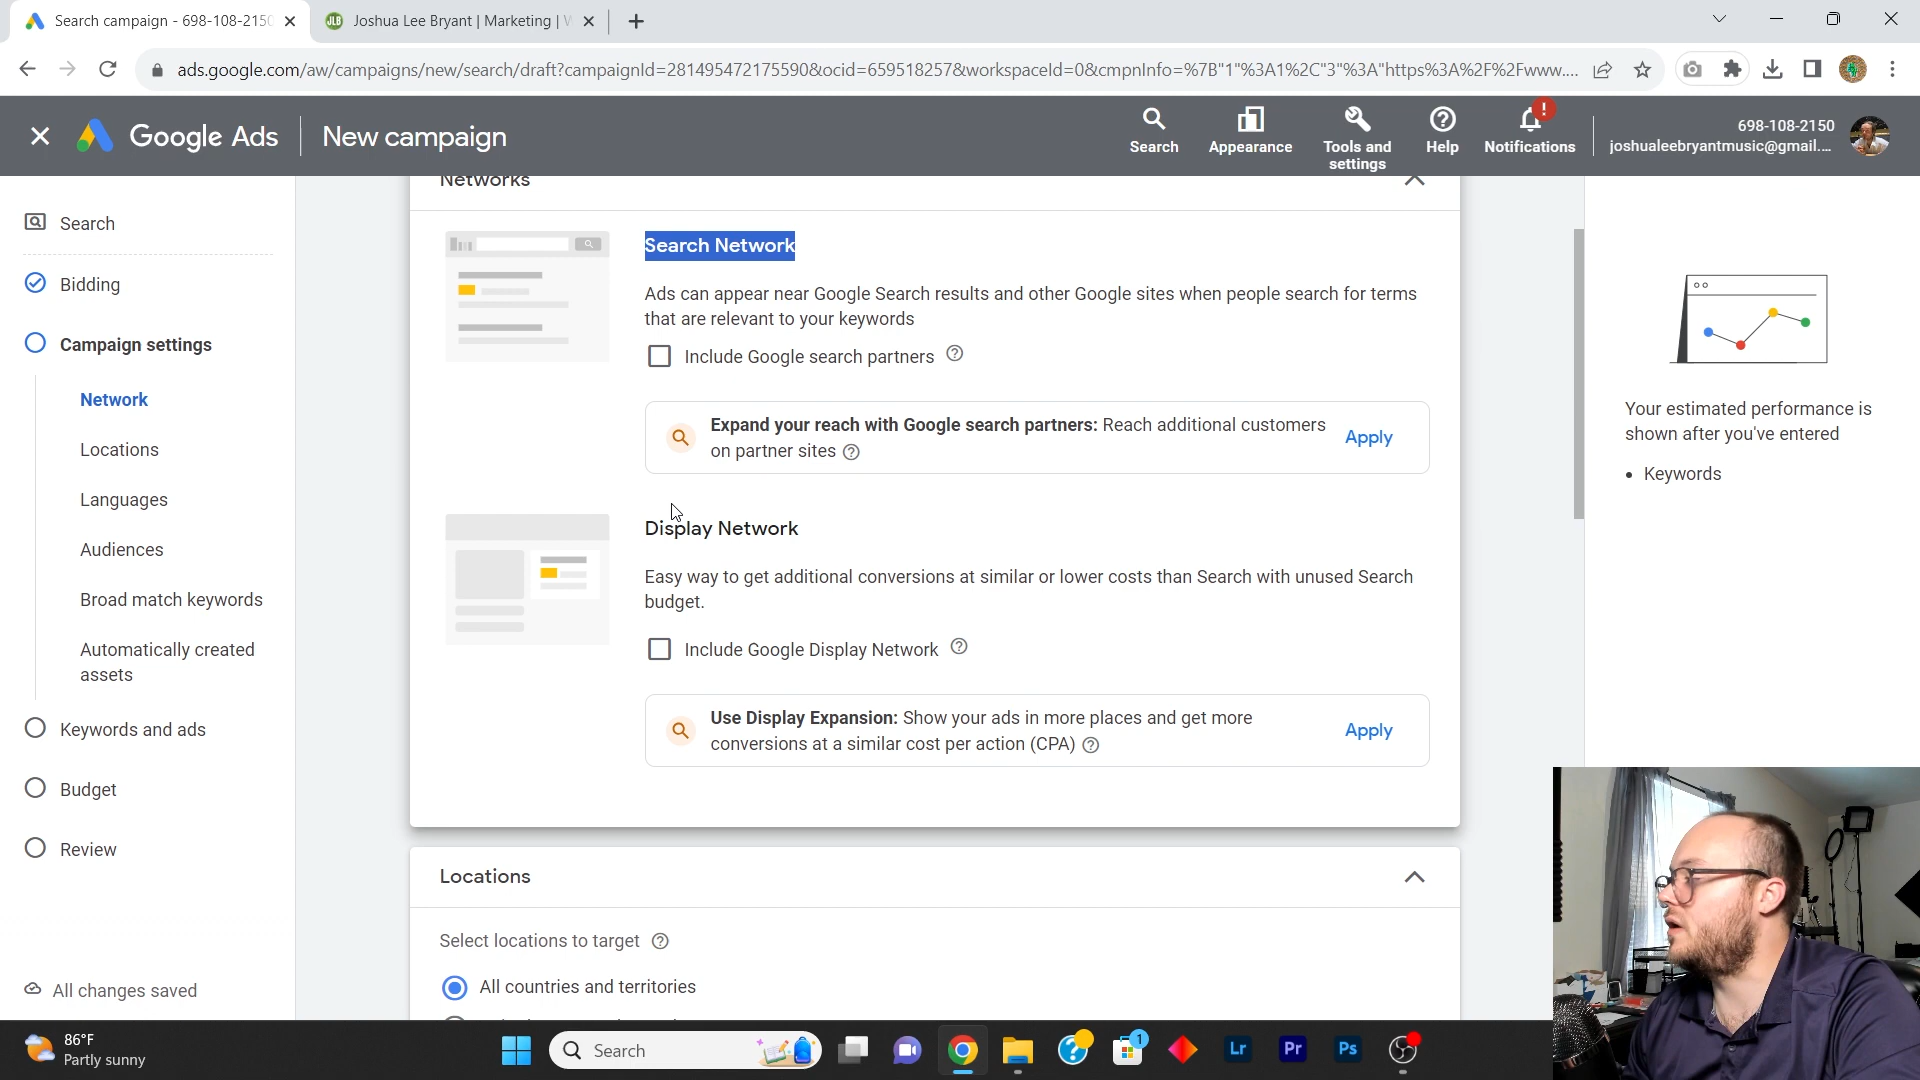 Search campaign - 698-108-2150
Joshua Lee Bryant | Marketing |
ads.google.com/aw/campaigns/new/search/draft?campaignId=281495472175590&ocid=659518257&workspaceId=0&cmpnInfo=%7B"1"%3A1%2C"3"%3A"https%3A%2F%2Fwww....
Google Ads
New campaign
Search
Appearance
Tools and
settings
Help
!
Notifications
698-108-2150
joshualeebryantmusic@gmail....
Search
Bidding
Campaign settings
Network
Locations
Languages
Audiences
Broad match keywords
Automatically created
assets
Keywords and ads
Budget
Review
All changes saved
Networks
Search Network
Ads can appear near Google Search results and other Google sites when people search for terms
that are relevant to your keywords
Include Google search partners
Expand your reach with Google search partners: Reach additional customers
on partner sites
Apply
Display Network
Easy way to get additional conversions at similar or lower costs than Search with unused Search
budget.
Include Google Display Network
Use Display Expansion: Show your ads in more places and get more
conversions at a similar cost per action (CPA)
Apply
Locations
Select locations to target
All countries and territories
Your estimated performance is
shown after you've entered
• Keywords
86°F
Partly sunny
Search
1
Lr
Pr
Ps